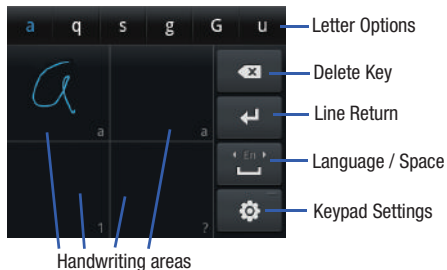 a q s g G u
Letter Options
Delete Key
a
a
Line Return
En
Language / Space
1
?
Keypad Settings
Handwriting areas
a